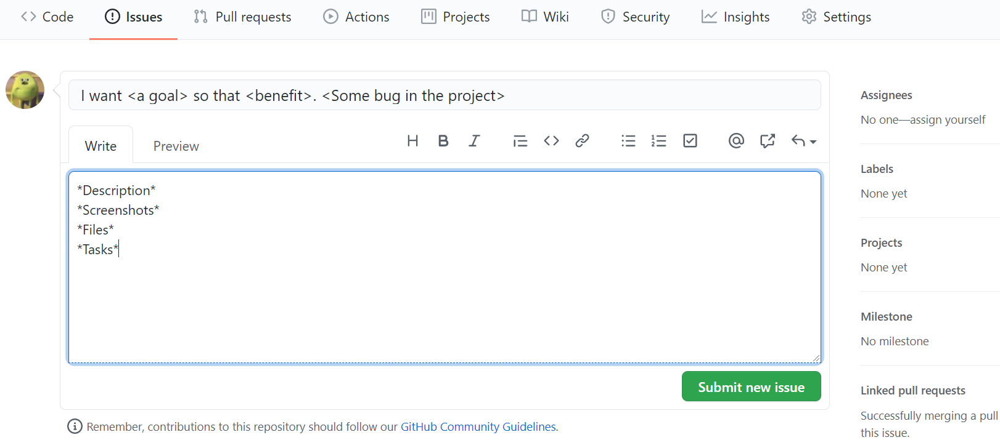 Code Issues Pull requests Actions Projects Wiki Security Insights Settings
I want <a goal> so that <benefit>. <Some bug in the project>
Write Preview
*Description*
*Screenshots*
*Files*
*Tasks*
Submit new issue
Remember, contributions to this repository should follow our GitHub Community Guidelines.
Assignees
No one—assign yourself
Labels
None yet
Projects
None yet
Milestone
No milestone
Linked pull requests
Successfully merging a pull
this issue.